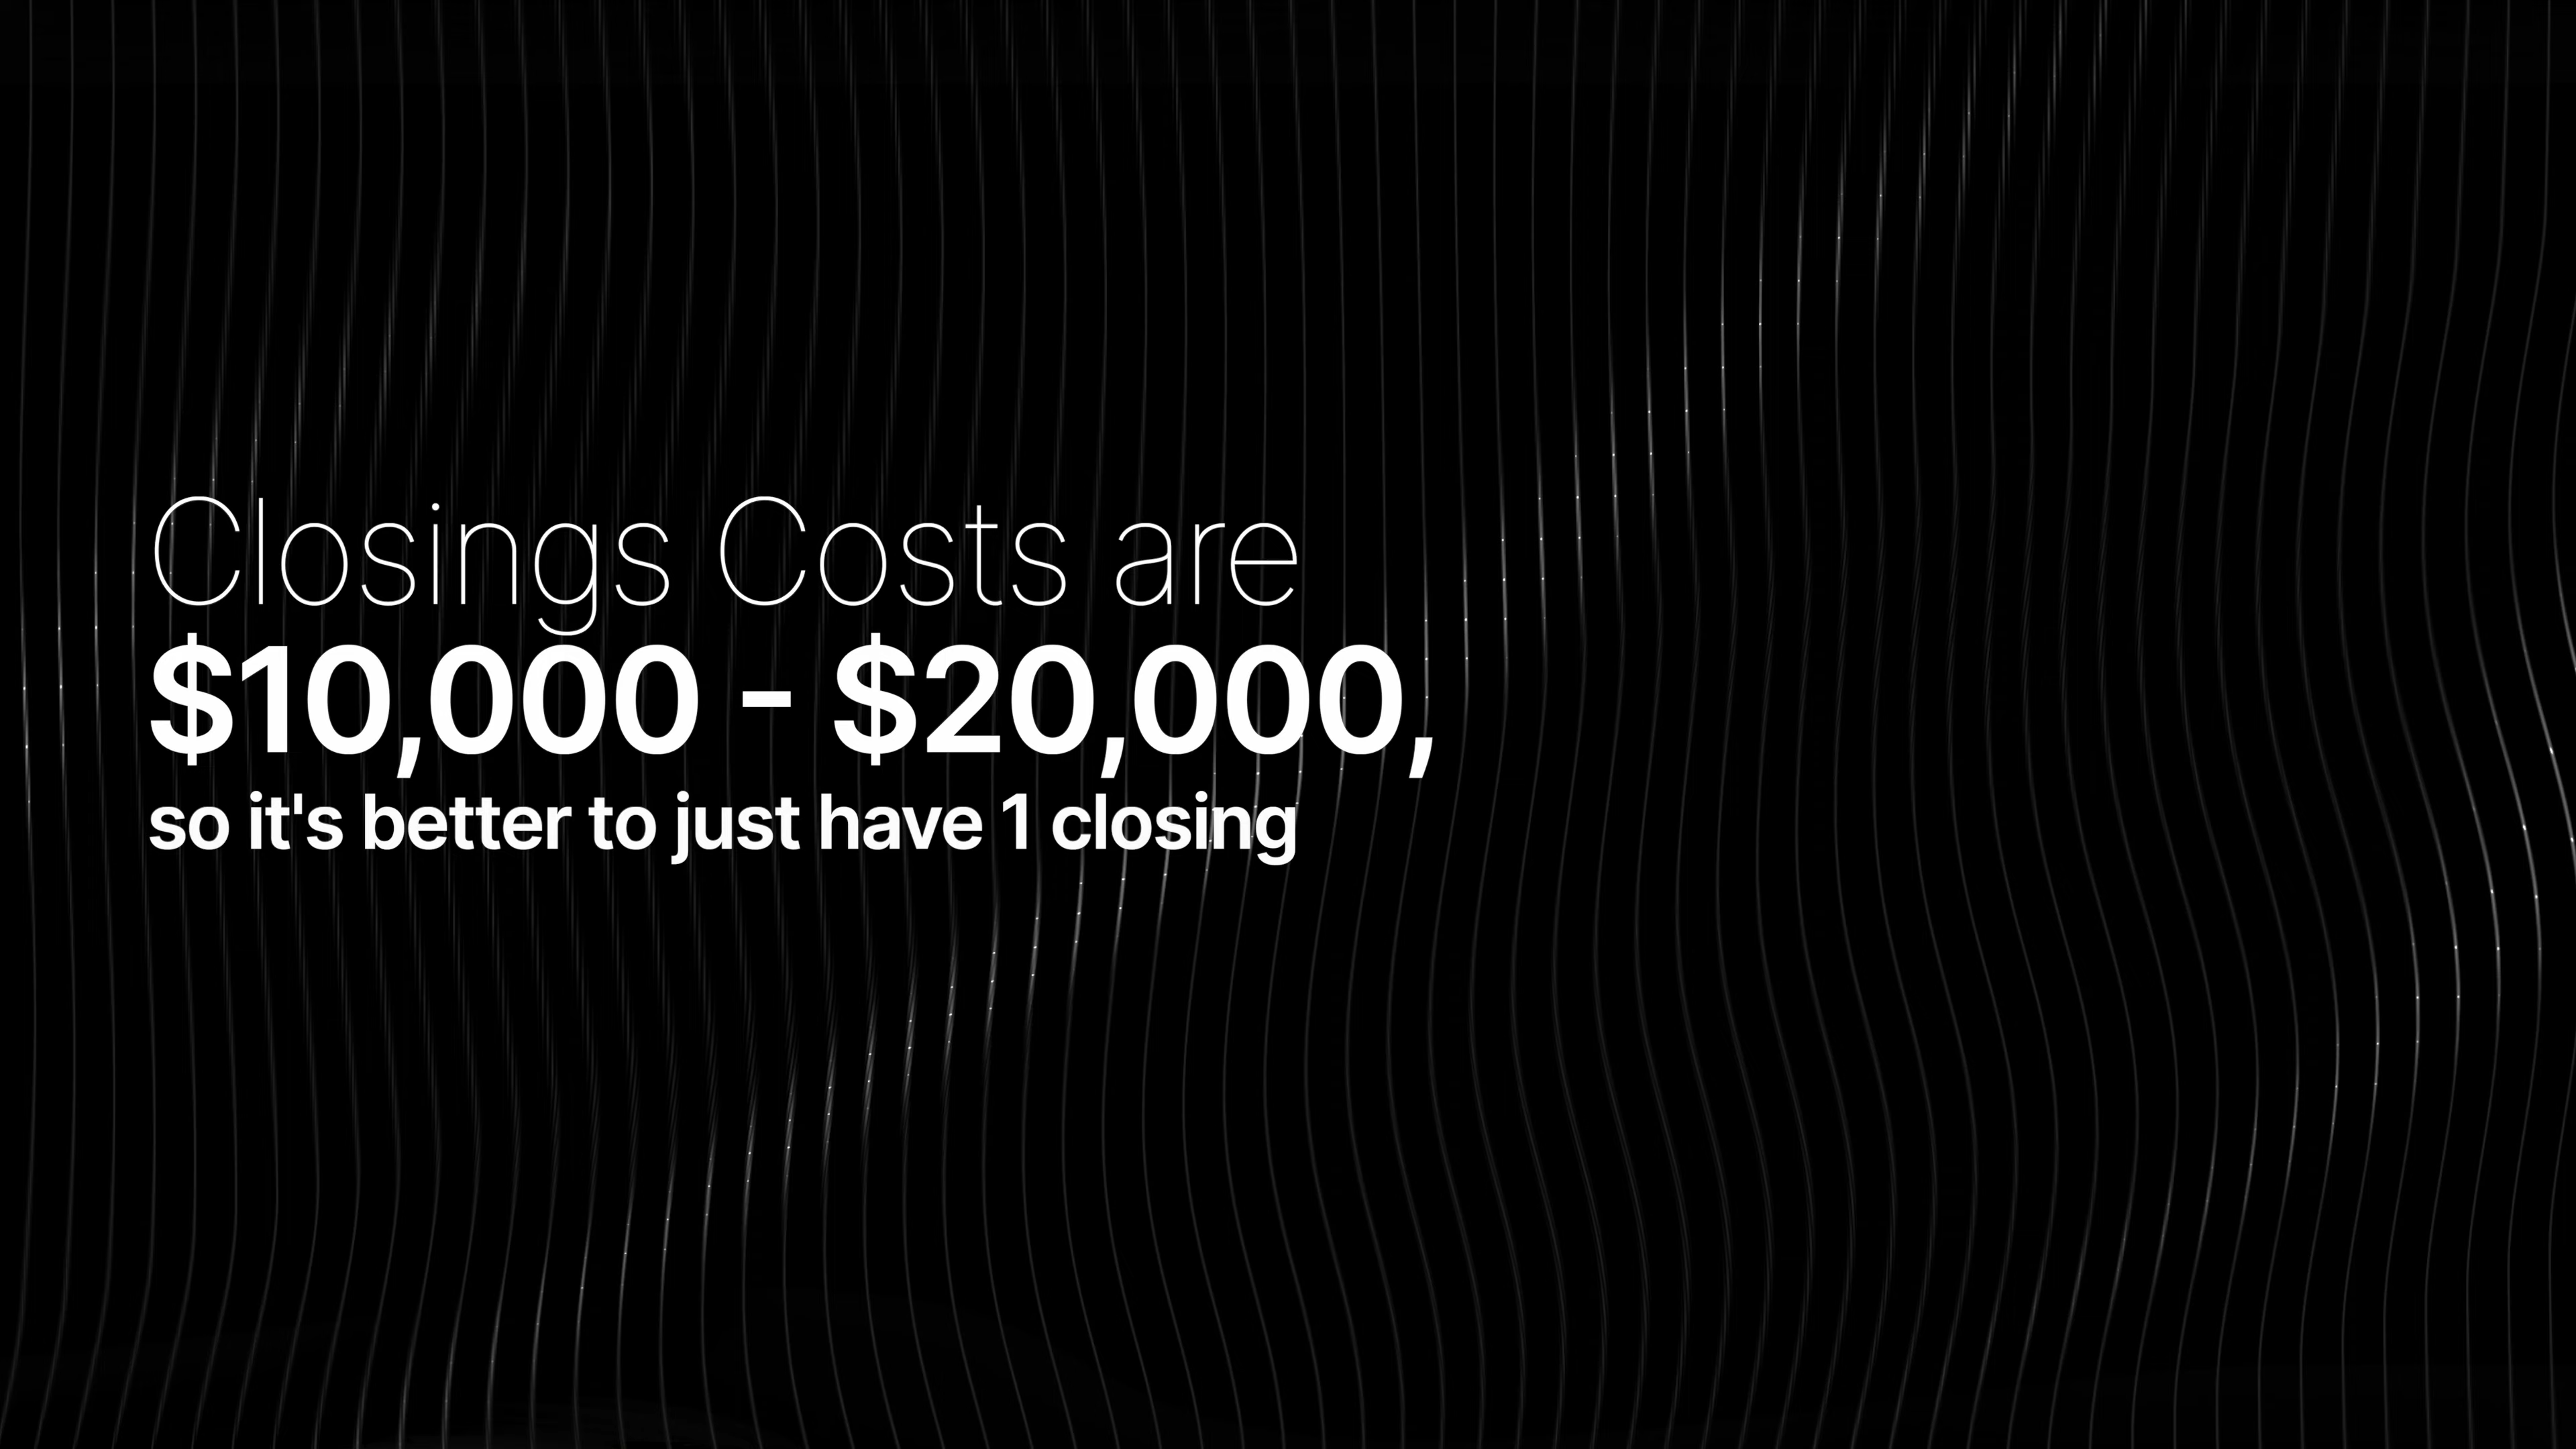 Closings Costs are
$10,000 - $20,000,
so it's better to just have 1 closing